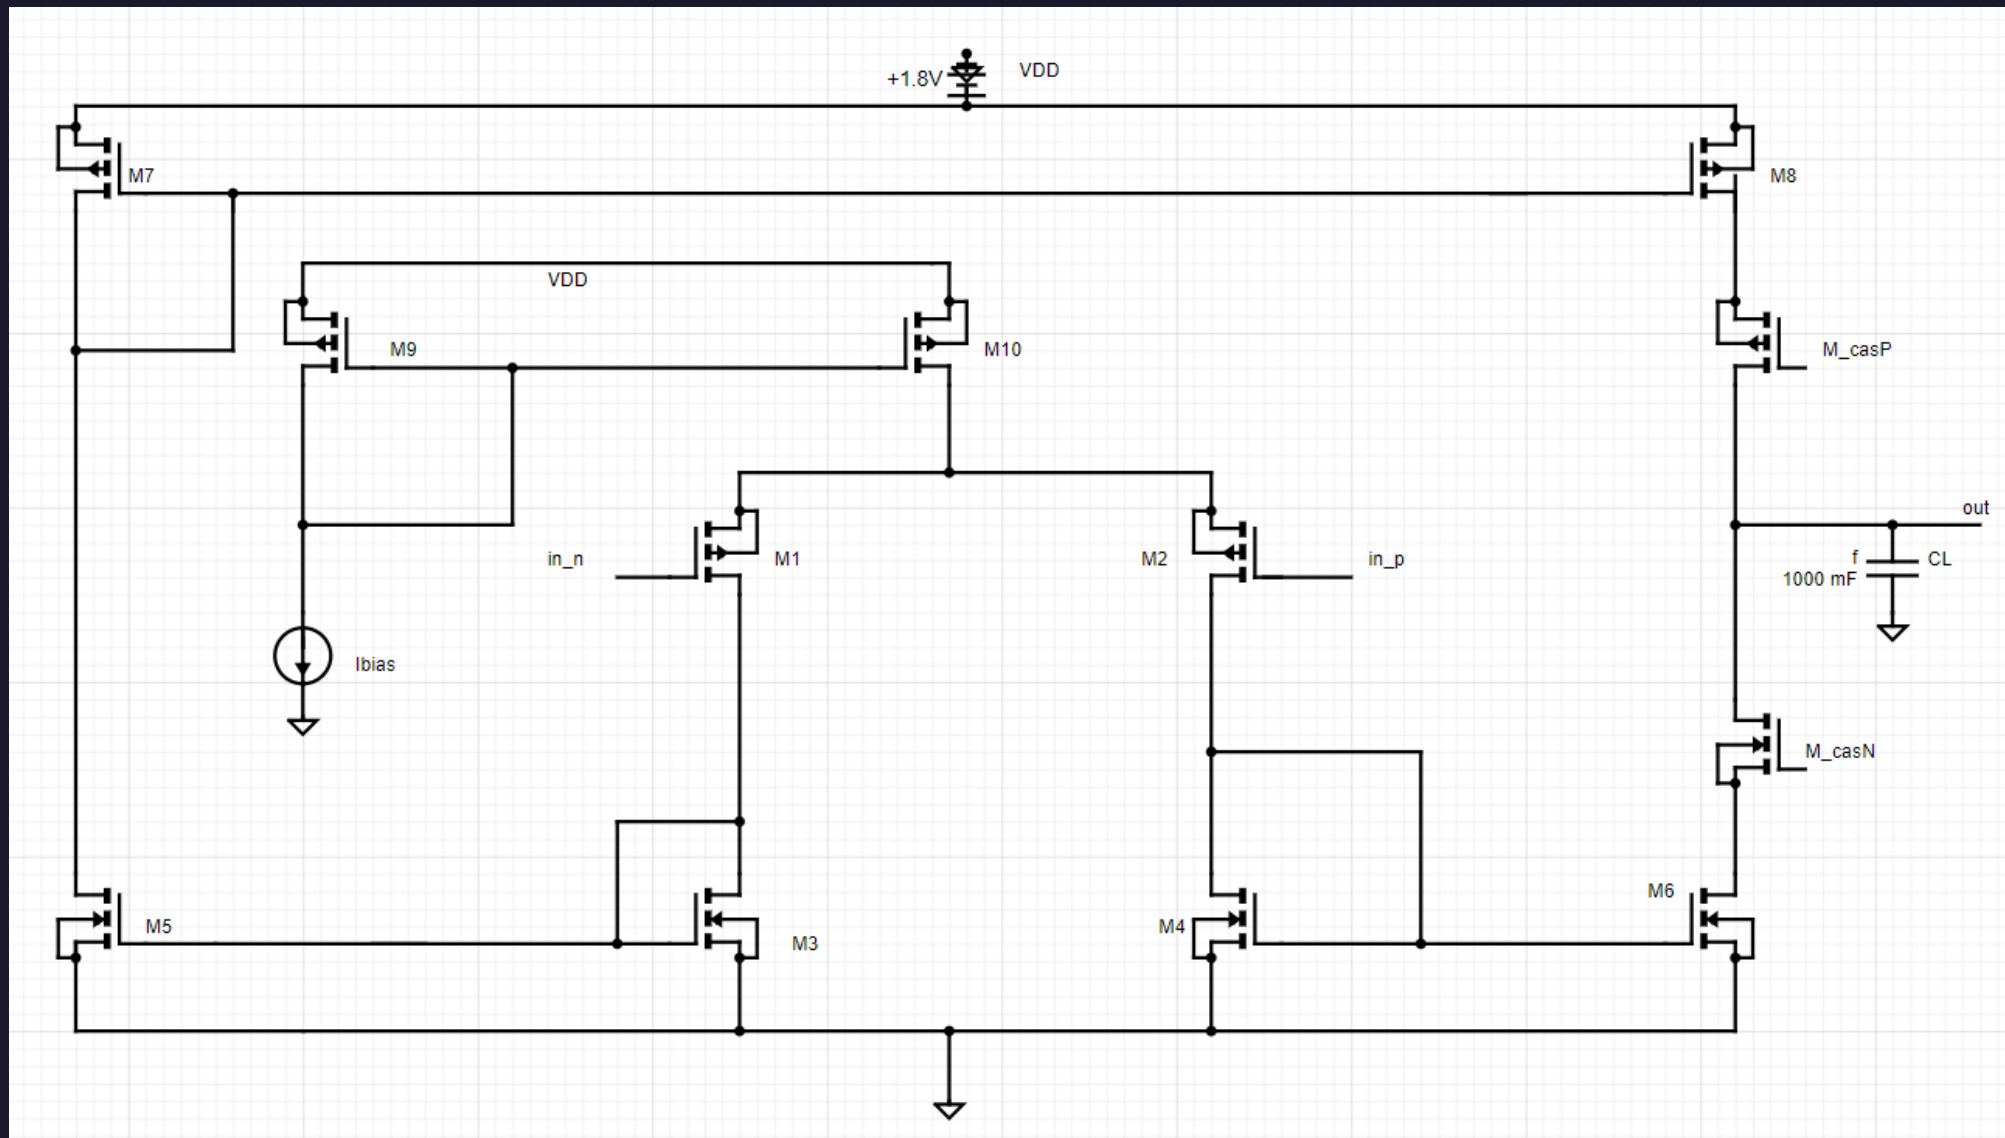 +1.8V
VDD
M7
M8
VDD
M9
M10
M_casP
out
in_n
M1
M2
in_p
f
1000 mF
CL
Ibias
M_casN
M5
M3
M4
M6